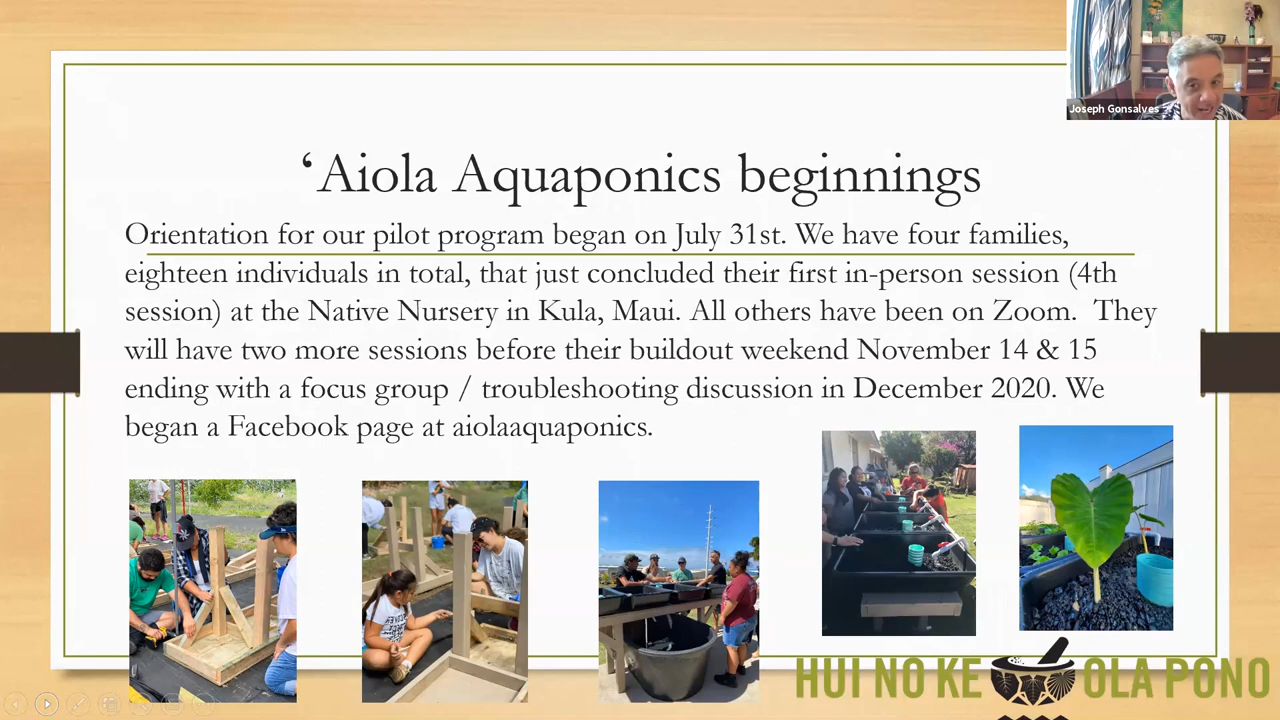 Joseph Gonsalves
ʻAiola Aquaponics beginnings
Orientation for our pilot program began on July 31st. We have four families,
eighteen individuals in total, that just concluded their first in-person session (4th
session) at the Native Nursery in Kula, Maui. All others have been on Zoom.  They
will have two more sessions before their buildout weekend November 14 & 15
ending with a focus group / troubleshooting discussion in December 2020. We
began a Facebook page at aiolaaquaponics.
HUI NO KE OLA PONO